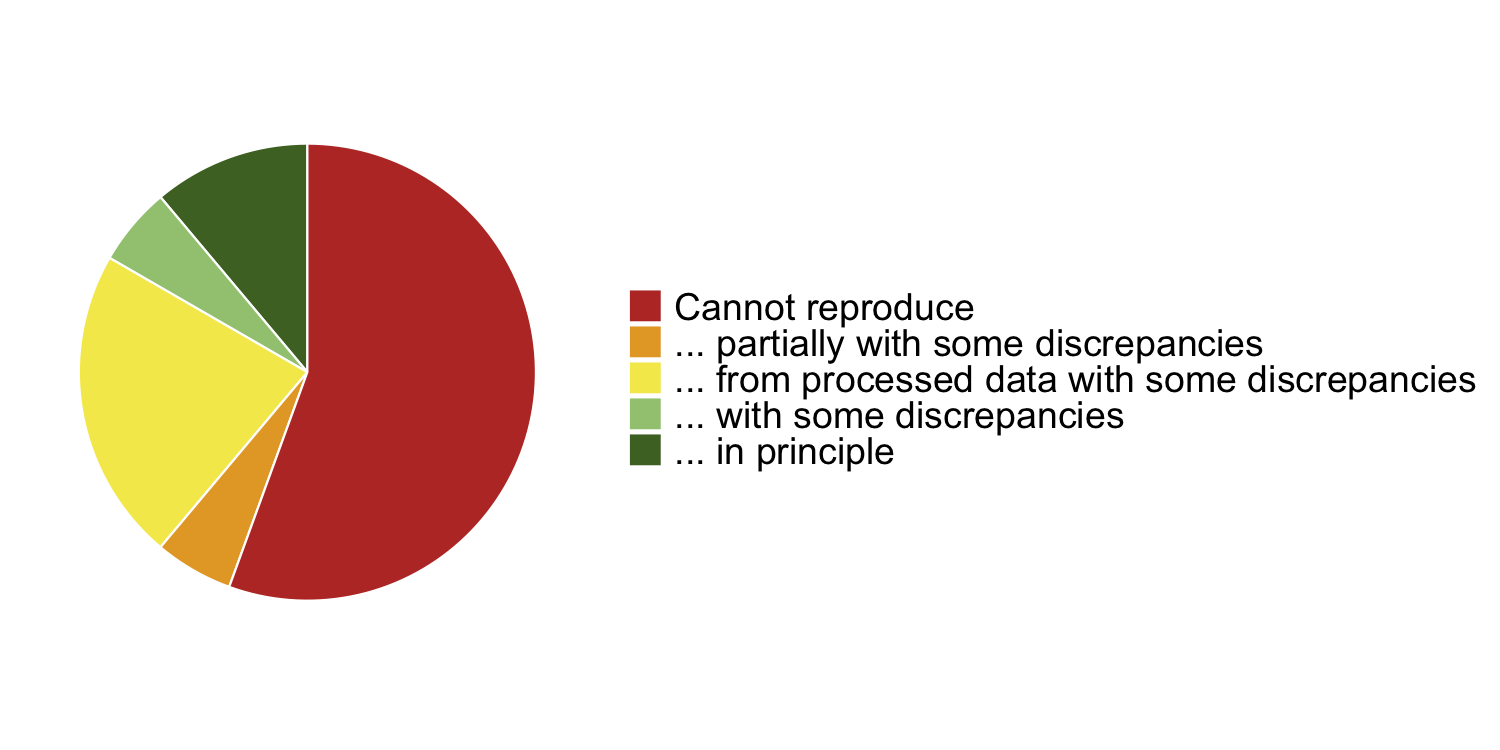 Cannot reproduce
... partially with some discrepancies
... from processed data with some discrepancies
... with some discrepancies
... in principle